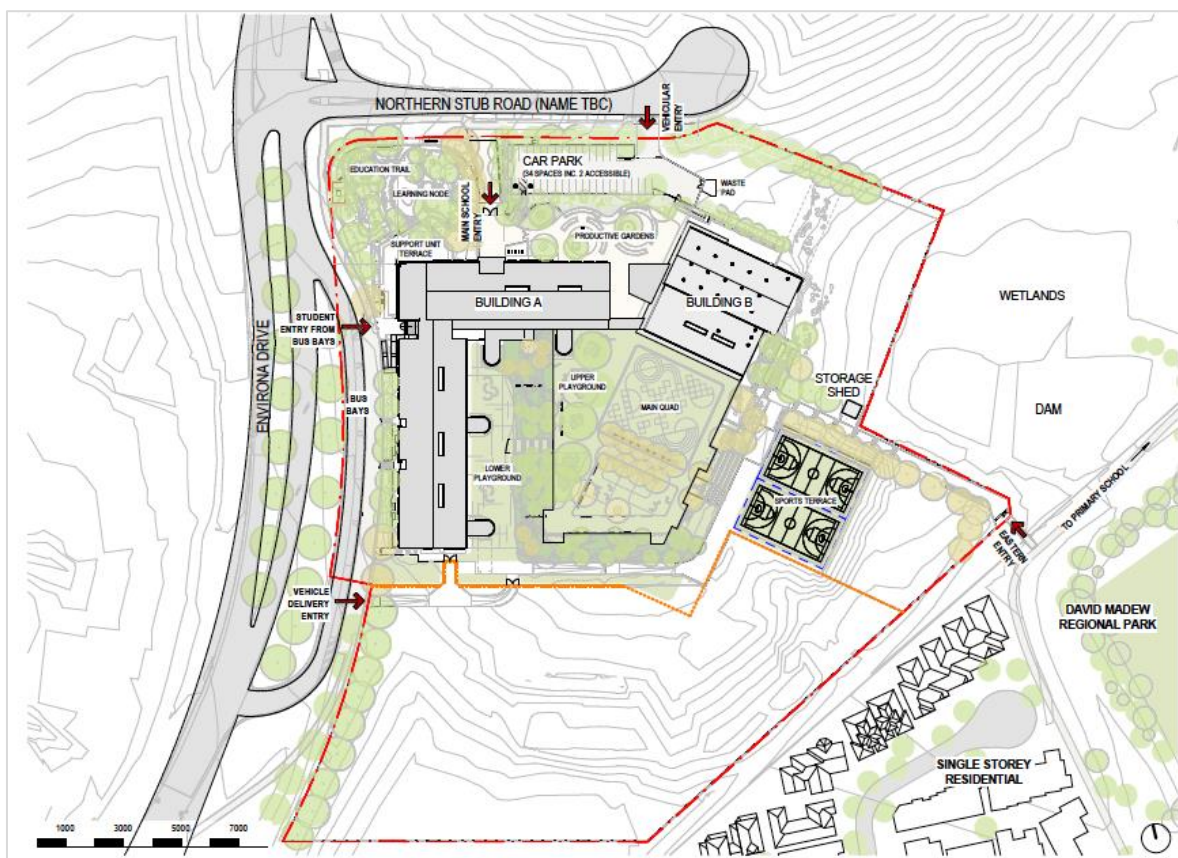 NORTHERN STUB ROAD (NAME TBC)
VEHICULAR
ENTRY
CAR PARK
(34 SPACES INC. 2 ACCESSIBLE)
EDUCATION TRAIL
LEARNING NODE
MAIN SCHOOL
ENTRY
WASTE
PAD
SUPPORT UNIT
TERRACE
PRODUCTIVE GARDENS
BUILDING A
BUILDING B
WETLANDS
STUDENT
ENTRY FROM
BUS BAYS
ENVIRONA DRIVE
BUS
BAYS
UPPER
PLAYGROUND
MAIN QUAD
STORAGE
SHED
DAM
LOWER
PLAYGROUND
SPORTS TERRACE
TO PRIMARY SCHOOL
EASTERN
ENTRY
VEHICLE
DELIVERY
ENTRY
DAVID MADEW
REGIONAL PARK
SINGLE STOREY
RESIDENTIAL
1000 3000 5000 7000